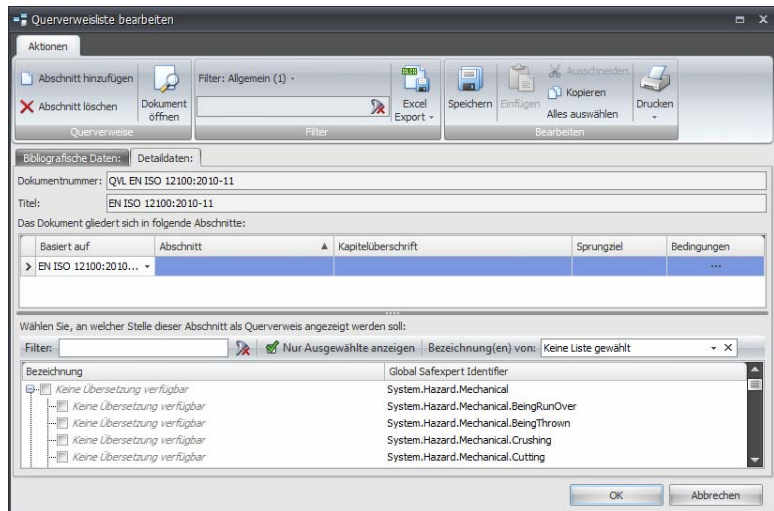 Querverweisliste bearbeiten
Aktionen
Abschnitt hinzufügen
Abschnitt löschen
Dokument öffnen
Querverweise
Filter: Allgemein (1)
Excel Export
Filter
Speichern
Einfügen
Ausschneiden
Kopieren
Alles auswählen
Drucken
Bearbeiten
Bibliografische Daten:
Detaildaten:
Dokumentnummer: QVL EN ISO 12100:2010-11
Titel: EN ISO 12100:2010-11
Das Dokument gliedert sich in folgende Abschnitte:
Basiert auf Abschnitt Kapitelüberschrift Sprungziel Bedingungen
EN ISO 12100:2010... ...
Wählen Sie, an welcher Stelle dieser Abschnitt als Querverweis angezeigt werden soll:
Filter: Nur Ausgewählte anzeigen Bezeichnung(en) von: Keine Liste gewählt
Bezeichnung Global Safexpert Identifier
Keine Übersetzung verfügbar System.Hazard.Mechanical
Keine Übersetzung verfügbar System.Hazard.Mechanical.BeingRunOver
Keine Übersetzung verfügbar System.Hazard.Mechanical.BeingThrown
Keine Übersetzung verfügbar System.Hazard.Mechanical.Crushing
Keine Übersetzung verfügbar System.Hazard.Mechanical.Cutting
OK Abbrechen